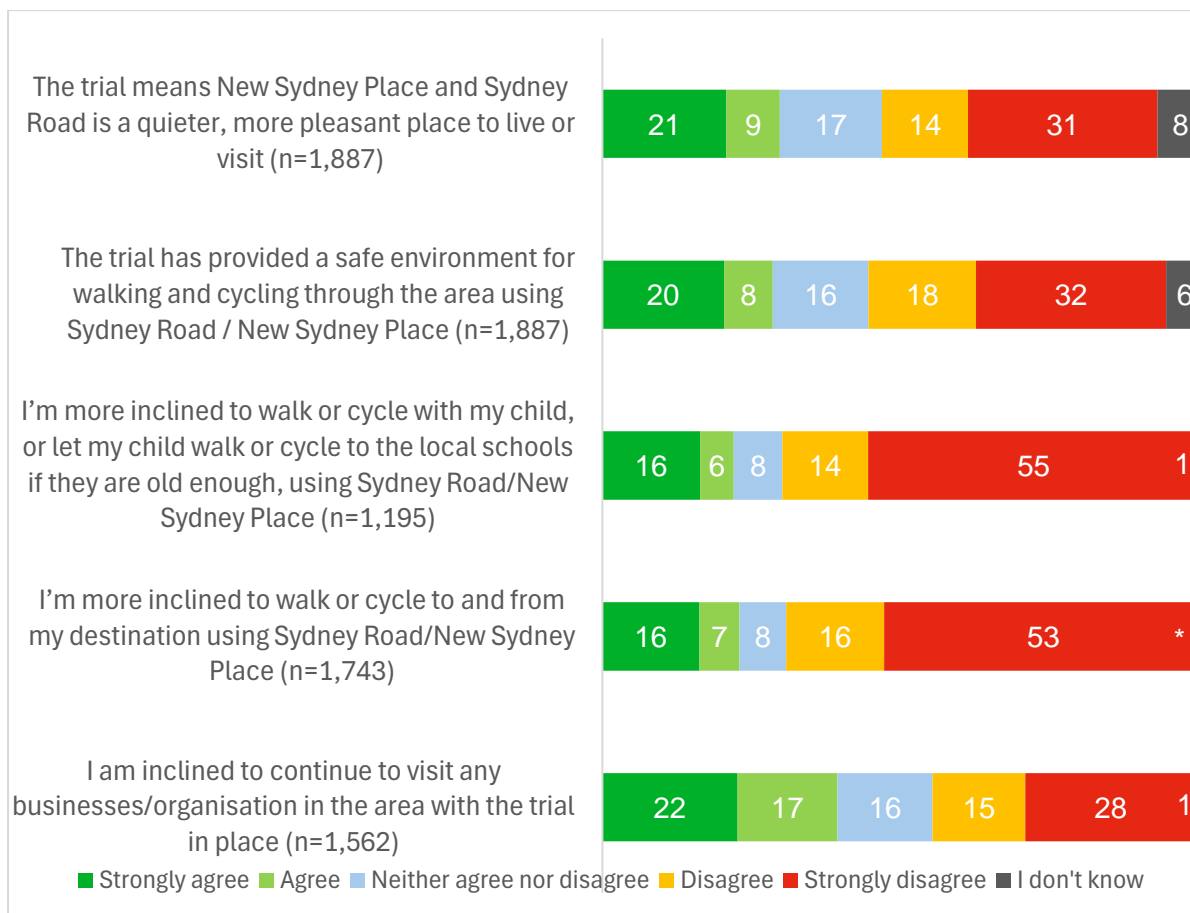 The trial means New Sydney Place and Sydney
Road is a quieter, more pleasant place to live or
visit (n=1,887)
21 9 17 14 31 8
The trial has provided a safe environment for
walking and cycling through the area using
Sydney Road / New Sydney Place (n=1,887)
20 8 16 18 32 6
I’m more inclined to walk or cycle with my child,
or let my child walk or cycle to the local schools
if they are old enough, using Sydney Road/New
Sydney Place (n=1,195)
16 6 8 14 55 1
I’m more inclined to walk or cycle to and from
my destination using Sydney Road/New Sydney
Place (n=1,743)
16 7 8 16 53 *
I am inclined to continue to visit any
businesses/organisation in the area with the trial
in place (n=1,562)
22 17 16 15 28 1
Strongly agree Agree Neither agree nor disagree Disagree Strongly disagree I don't know